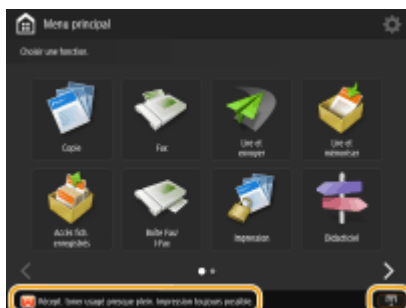 Menu principal
Choisir une fonction.
Copie
Fax
Lire et
envoyer
Lire et
mémoriser
Accès fich.
enregistrés
Boîte Fax/
I-Fax
Impression
Didacticiel
Récept. toner usagé presque plein. Impression toujours possible